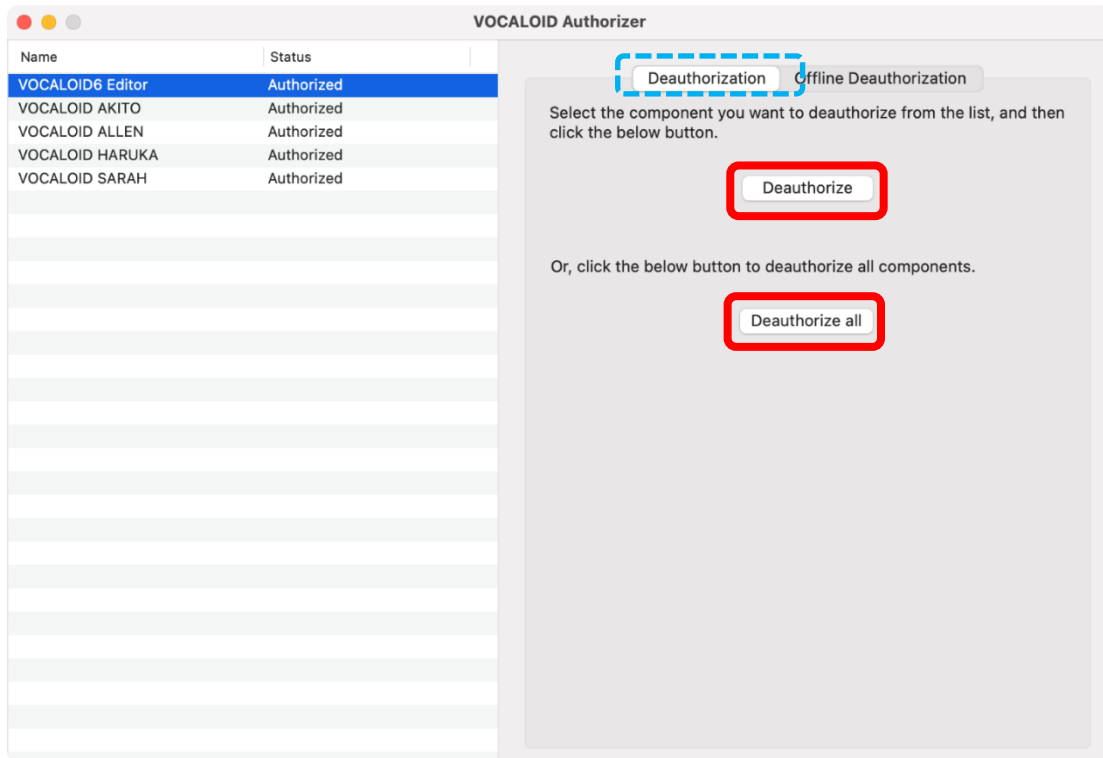 VOCALOID Authorizer
Name Status
VOCALOID6 Editor Authorized
VOCALOID AKITO Authorized
VOCALOID ALLEN Authorized
VOCALOID HARUKA Authorized
VOCALOID SARAH Authorized
Deauthorization Offline Deauthorization
Select the component you want to deauthorize from the list, and then
click the below button.
Deauthorize
Or, click the below button to deauthorize all components.
Deauthorize all